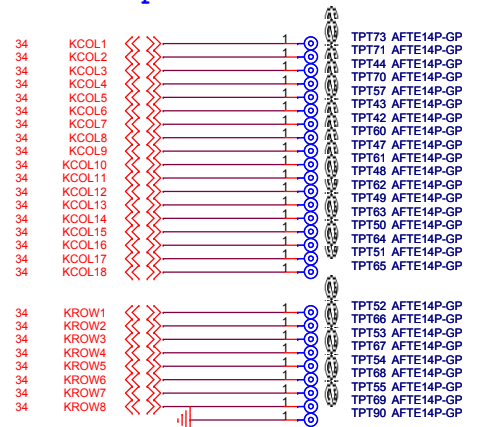 34 KCOL1 1 TPT73 AFTE14P-GP
34 KCOL2 1 TPT71 AFTE14P-GP
34 KCOL3 1 TPT44 AFTE14P-GP
34 KCOL4 1 TPT70 AFTE14P-GP
34 KCOL5 1 TPT57 AFTE14P-GP
34 KCOL6 1 TPT43 AFTE14P-GP
34 KCOL7 1 TPT42 AFTE14P-GP
34 KCOL8 1 TPT60 AFTE14P-GP
34 KCOL9 1 TPT47 AFTE14P-GP
34 KCOL10 1 TPT61 AFTE14P-GP
34 KCOL11 1 TPT48 AFTE14P-GP
34 KCOL12 1 TPT62 AFTE14P-GP
34 KCOL13 1 TPT49 AFTE14P-GP
34 KCOL14 1 TPT63 AFTE14P-GP
34 KCOL15 1 TPT50 AFTE14P-GP
34 KCOL16 1 TPT64 AFTE14P-GP
34 KCOL17 1 TPT51 AFTE14P-GP
34 KCOL18 1 TPT65 AFTE14P-GP
34 KROW1 1 TPT52 AFTE14P-GP
34 KROW2 1 TPT66 AFTE14P-GP
34 KROW3 1 TPT53 AFTE14P-GP
34 KROW4 1 TPT67 AFTE14P-GP
34 KROW5 1 TPT54 AFTE14P-GP
34 KROW6 1 TPT68 AFTE14P-GP
34 KROW7 1 TPT55 AFTE14P-GP
34 KROW8 1 TPT69 AFTE14P-GP
1 TPT90 AFTE14P-GP